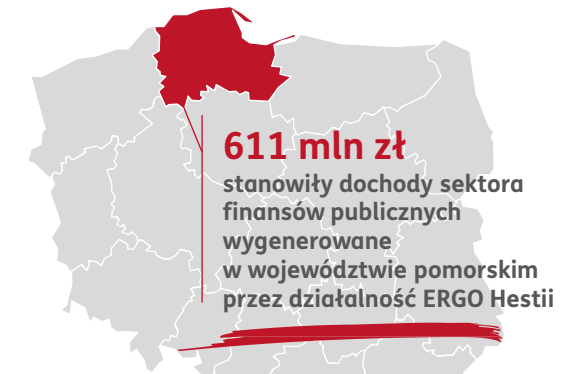 611 mln zł
stanowiły dochody sektora
finansów publicznych
wygenerowane
w województwie pomorskim
przez działalność ERGO Hestii